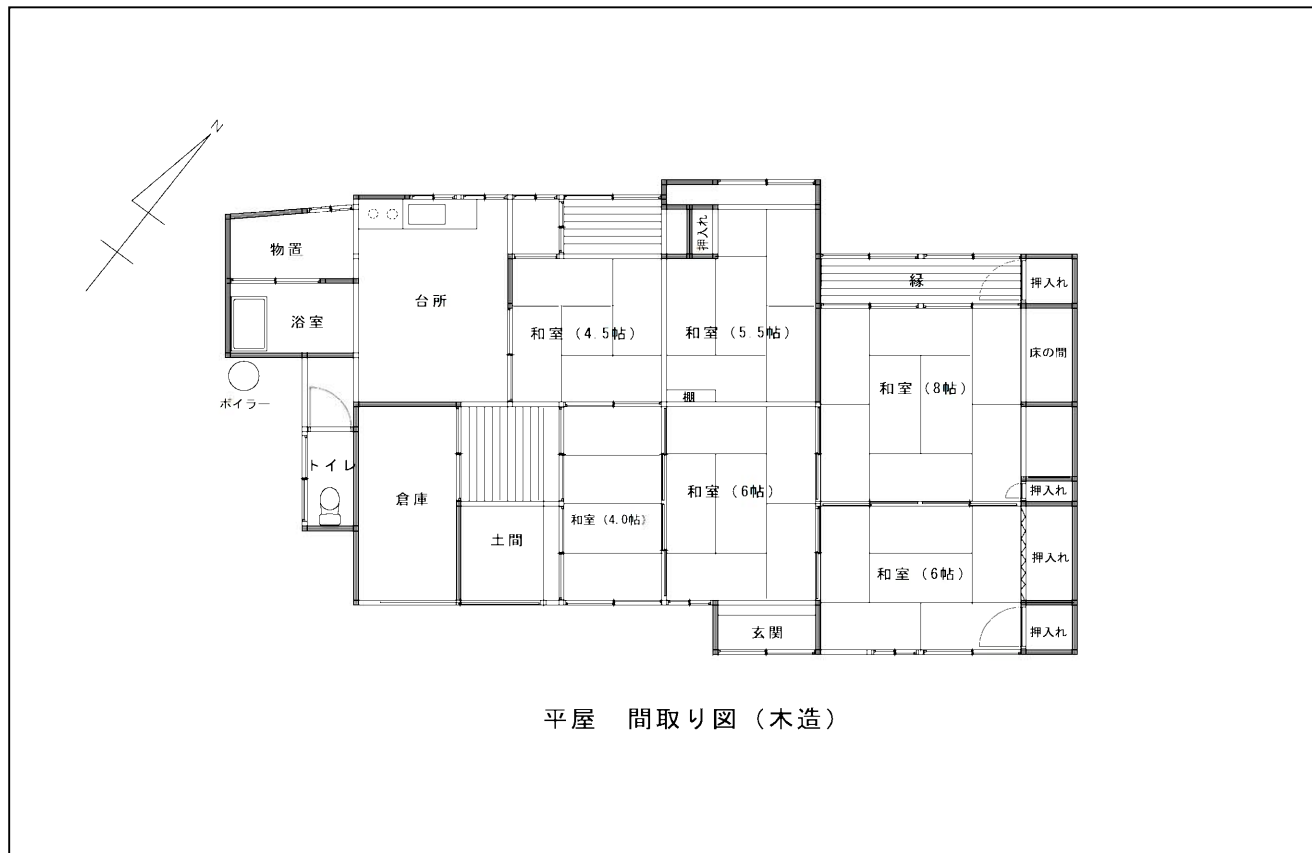 N
押入れ
物置
縁
押入れ
台所
浴室
和室（4.5帖）
和室（5.5帖）
床の間
和室（8帖）
棚
ボイラー
トイレ
倉庫
和室（6帖）
押入れ
和室（4.0帖）
土間
押入れ
和室（6帖）
玄関
押入れ
平屋　間取り図（木造）